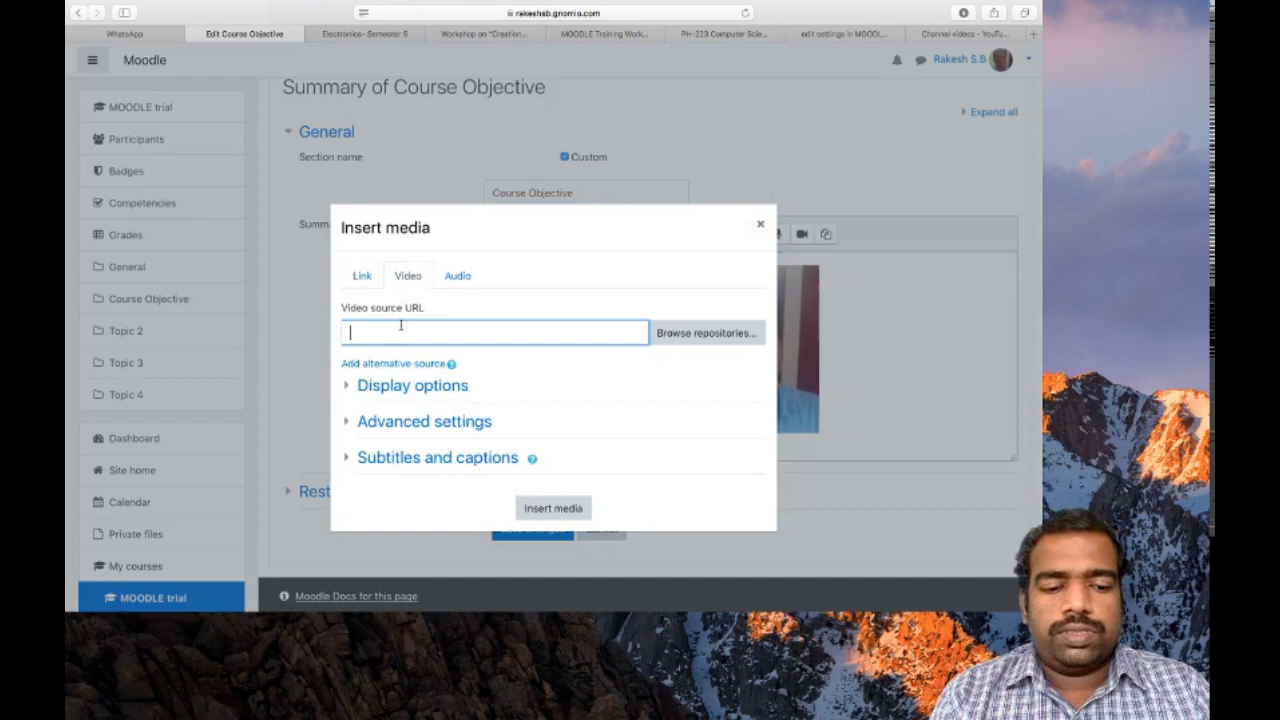 rakeshsb.gnomia.com
WhatsApp
Edit Course Objective
Electronics- Semester 6
Workshop on "Creation...
MOODLE Training Work...
PH-223 Computer Scie...
edit settings in MOODL...
Channel videos - YouTu...
Moodle
Rakesh S.B
MOODLE trial
Participants
Badges
Competencies
Grades
General
Course Objective
Topic 2
Topic 3
Topic 4
Dashboard
Site home
Calendar
Private files
My courses
MOODLE trial
Summary of Course Objective
Expand all
General
Section name
Custom
Course Objective
Insert media
×
Link
Video
Audio
Video source URL
Browse repositories...
Add alternative source
Display options
Advanced settings
Subtitles and captions
Insert media
Moodle Docs for this page